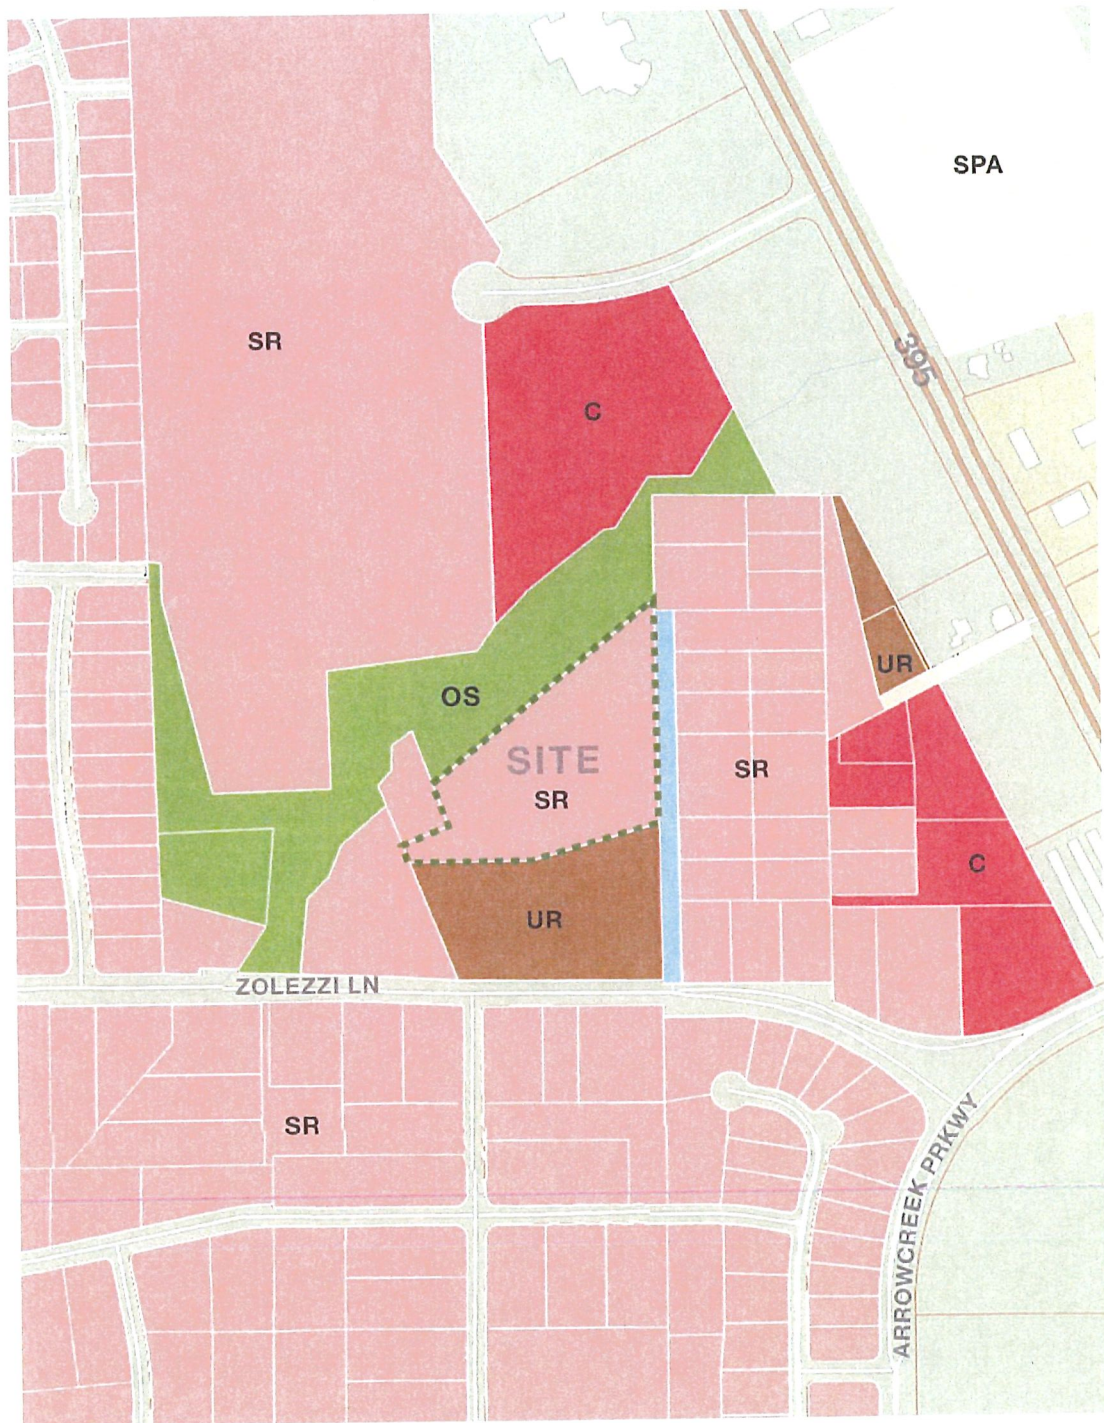 SPA
SR
395
C
UR
OS
SITE
SR
SR
C
UR
ZOLEZZI LN
SR
ARROWCREEK PRKWY